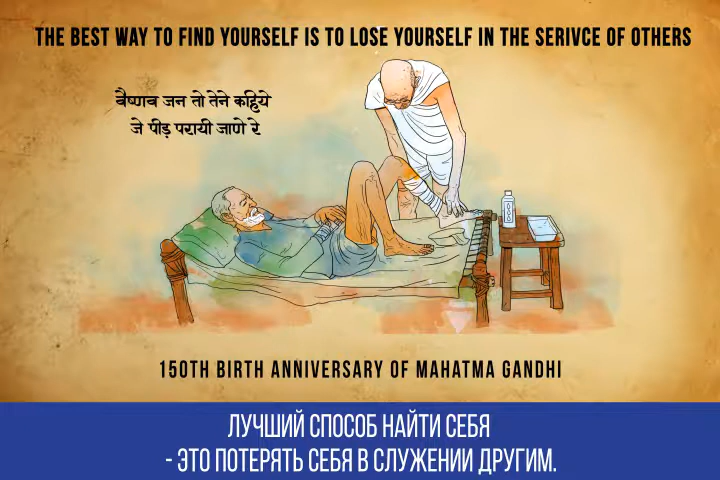 THE BEST WAY TO FIND YOURSELF IS TO LOSE YOURSELF IN THE SERIVCE OF OTHERS
वैष्णव जन तो तेने कहिये
जे पीड़ परायी जाणे रे
150TH BIRTH ANNIVERSARY OF MAHATMA GANDHI
ЛУЧШИЙ СПОСОБ НАЙТИ СЕБЯ
- ЭТО ПОТЕРЯТЬ СЕБЯ В СЛУЖЕНИИ ДРУГИМ.